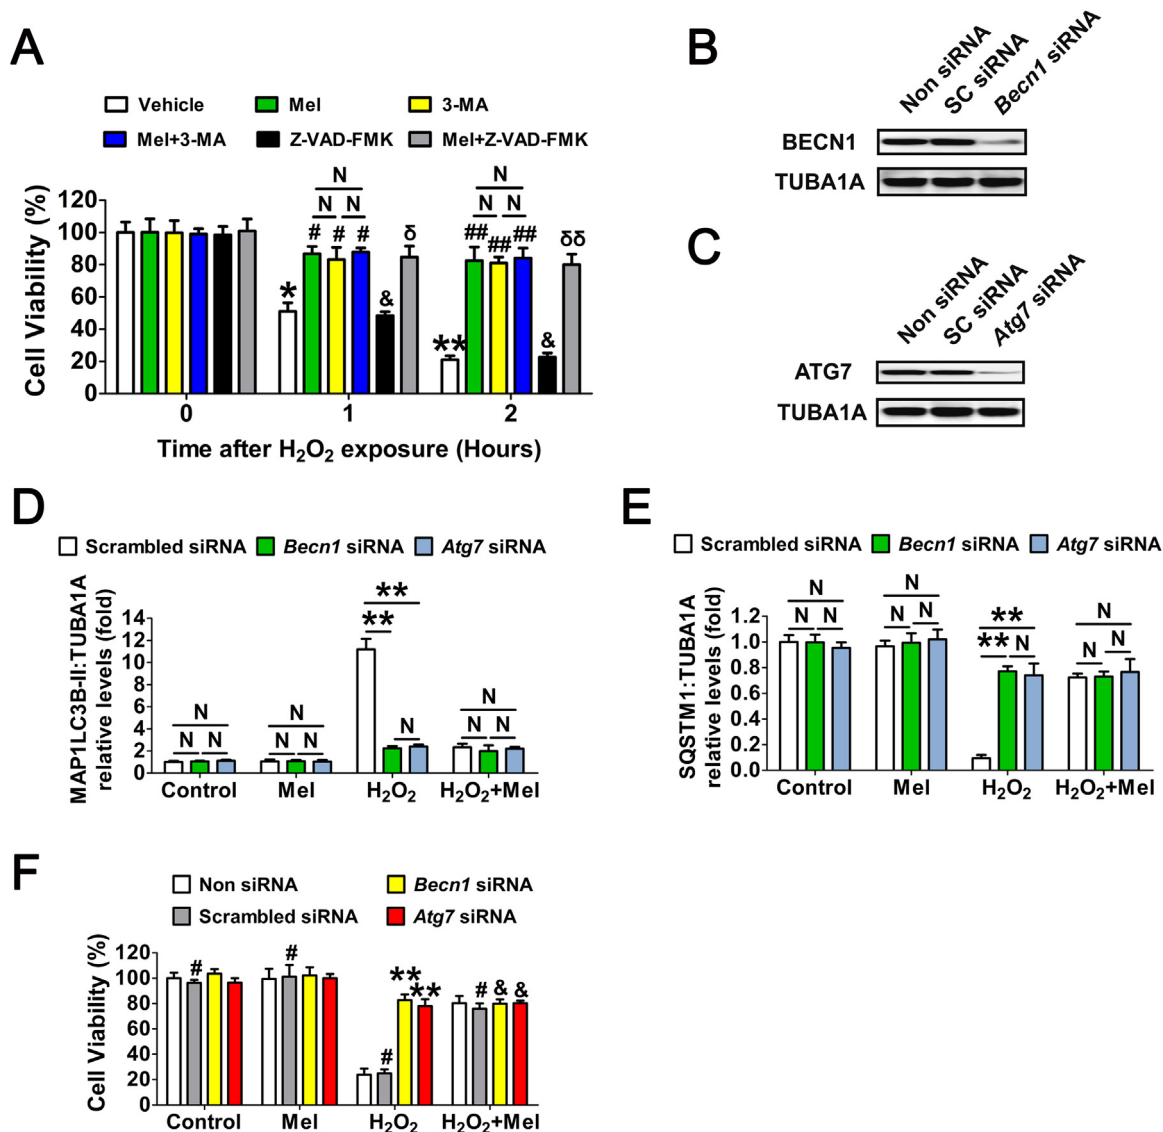 A
Vehicle Mel 3-MA
Mel+3-MA Z-VAD-FMK Mel+Z-VAD-FMK
Cell Viability (%)
120
100
80
60
40
20
0
N N
N N N N
# # # δ ## ## ## δδ
* & ** &
0 1 2
Time after H₂O₂ exposure (Hours)
B
Non siRNA
SC siRNA
Becn1 siRNA
BECN1
TUBA1A
C
Non siRNA
SC siRNA
Atg7 siRNA
ATG7
TUBA1A
D
Scrambled siRNA Becn1 siRNA Atg7 siRNA
MAP1LC3B-II:TUBA1A
relative levels (fold)
14
12
10
8
6
4
2
0
N N ** N
N N N N ** N N N
Control Mel H₂O₂ H₂O₂+Mel
E
Scrambled siRNA Becn1 siRNA Atg7 siRNA
SQSTM1:TUBA1A
relative levels (fold)
1.2
1.0
0.8
0.6
0.4
0.2
0.0
N N ** N
N N N N ** N N N
Control Mel H₂O₂ H₂O₂+Mel
F
Non siRNA Becn1 siRNA
Scrambled siRNA Atg7 siRNA
Cell Viability (%)
120
100
80
60
40
20
0
# # # ** ** # & &
Control Mel H₂O₂ H₂O₂+Mel